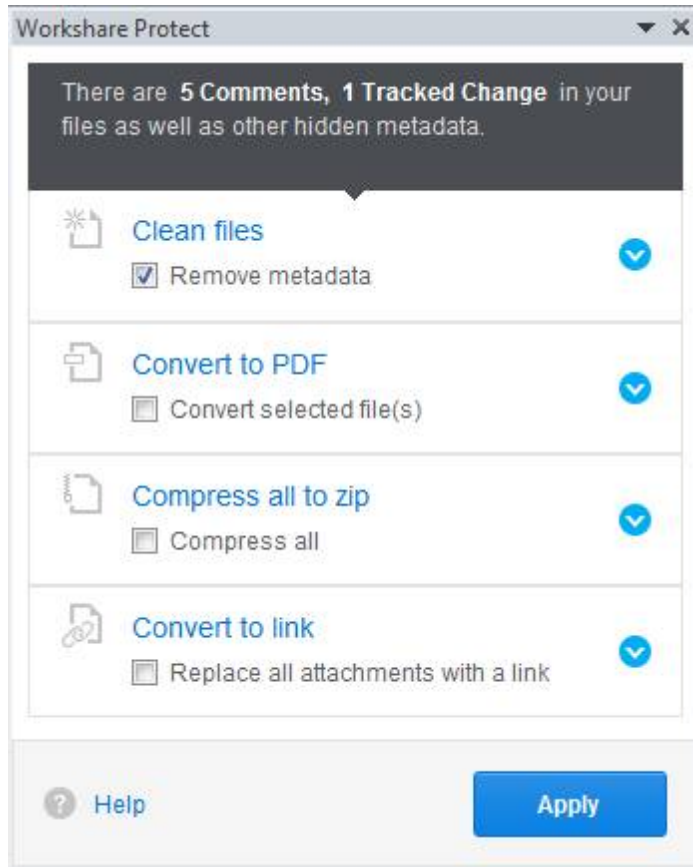 Workshare Protect
There are 5 Comments, 1 Tracked Change in your
files as well as other hidden metadata.
Clean files
Remove metadata
Convert to PDF
Convert selected file(s)
Compress all to zip
Compress all
Convert to link
Replace all attachments with a link
Help
Apply